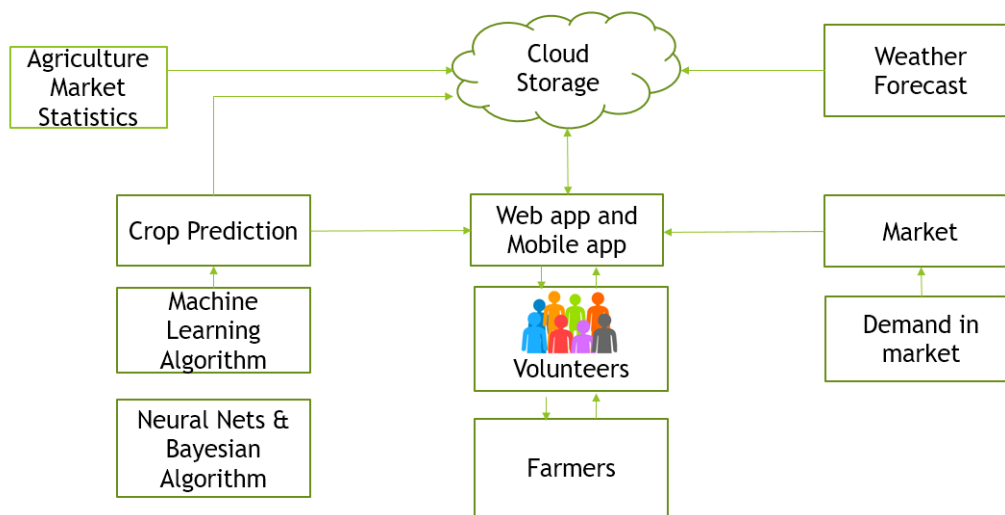 Agriculture
Market
Statistics
Cloud
Storage
Weather
Forecast
Crop Prediction
Web app and
Mobile app
Market
Machine
Learning
Algorithm
Volunteers
Demand in
market
Neural Nets &
Bayesian
Algorithm
Farmers